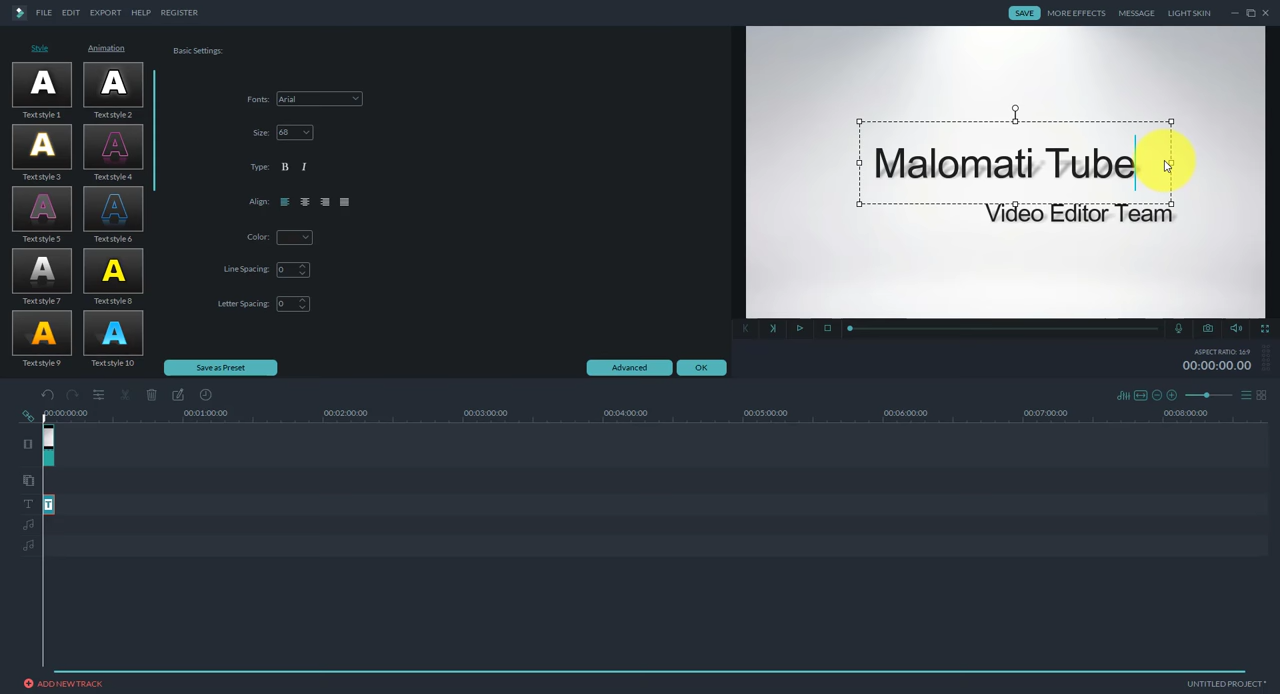 FILE EDIT EXPORT HELP REGISTER SAVE MORE EFFECTS MESSAGE LIGHT SKIN
Style Animation
Basic Settings:
A A
Text style 1 Text style 2
A A
Text style 3 Text style 4
A A
Text style 5 Text style 6
A A
Text style 7 Text style 8
A A
Text style 9 Text style 10
Fonts: Arial
Size: 68
Type: B I
Align:
Color:
Line Spacing: 0
Letter Spacing: 0
Save as Preset Advanced OK
Malomati Tube
Video Editor Team
ASPECT RATIO: 16:9
00:00:00.00
00:00:00:00 00:01:00:00 00:02:00:00 00:03:00:00 00:04:00:00 00:05:00:00 00:06:00:00 00:07:00:00 00:08:00:00
T T
ADD NEW TRACK UNTITLED PROJECT *